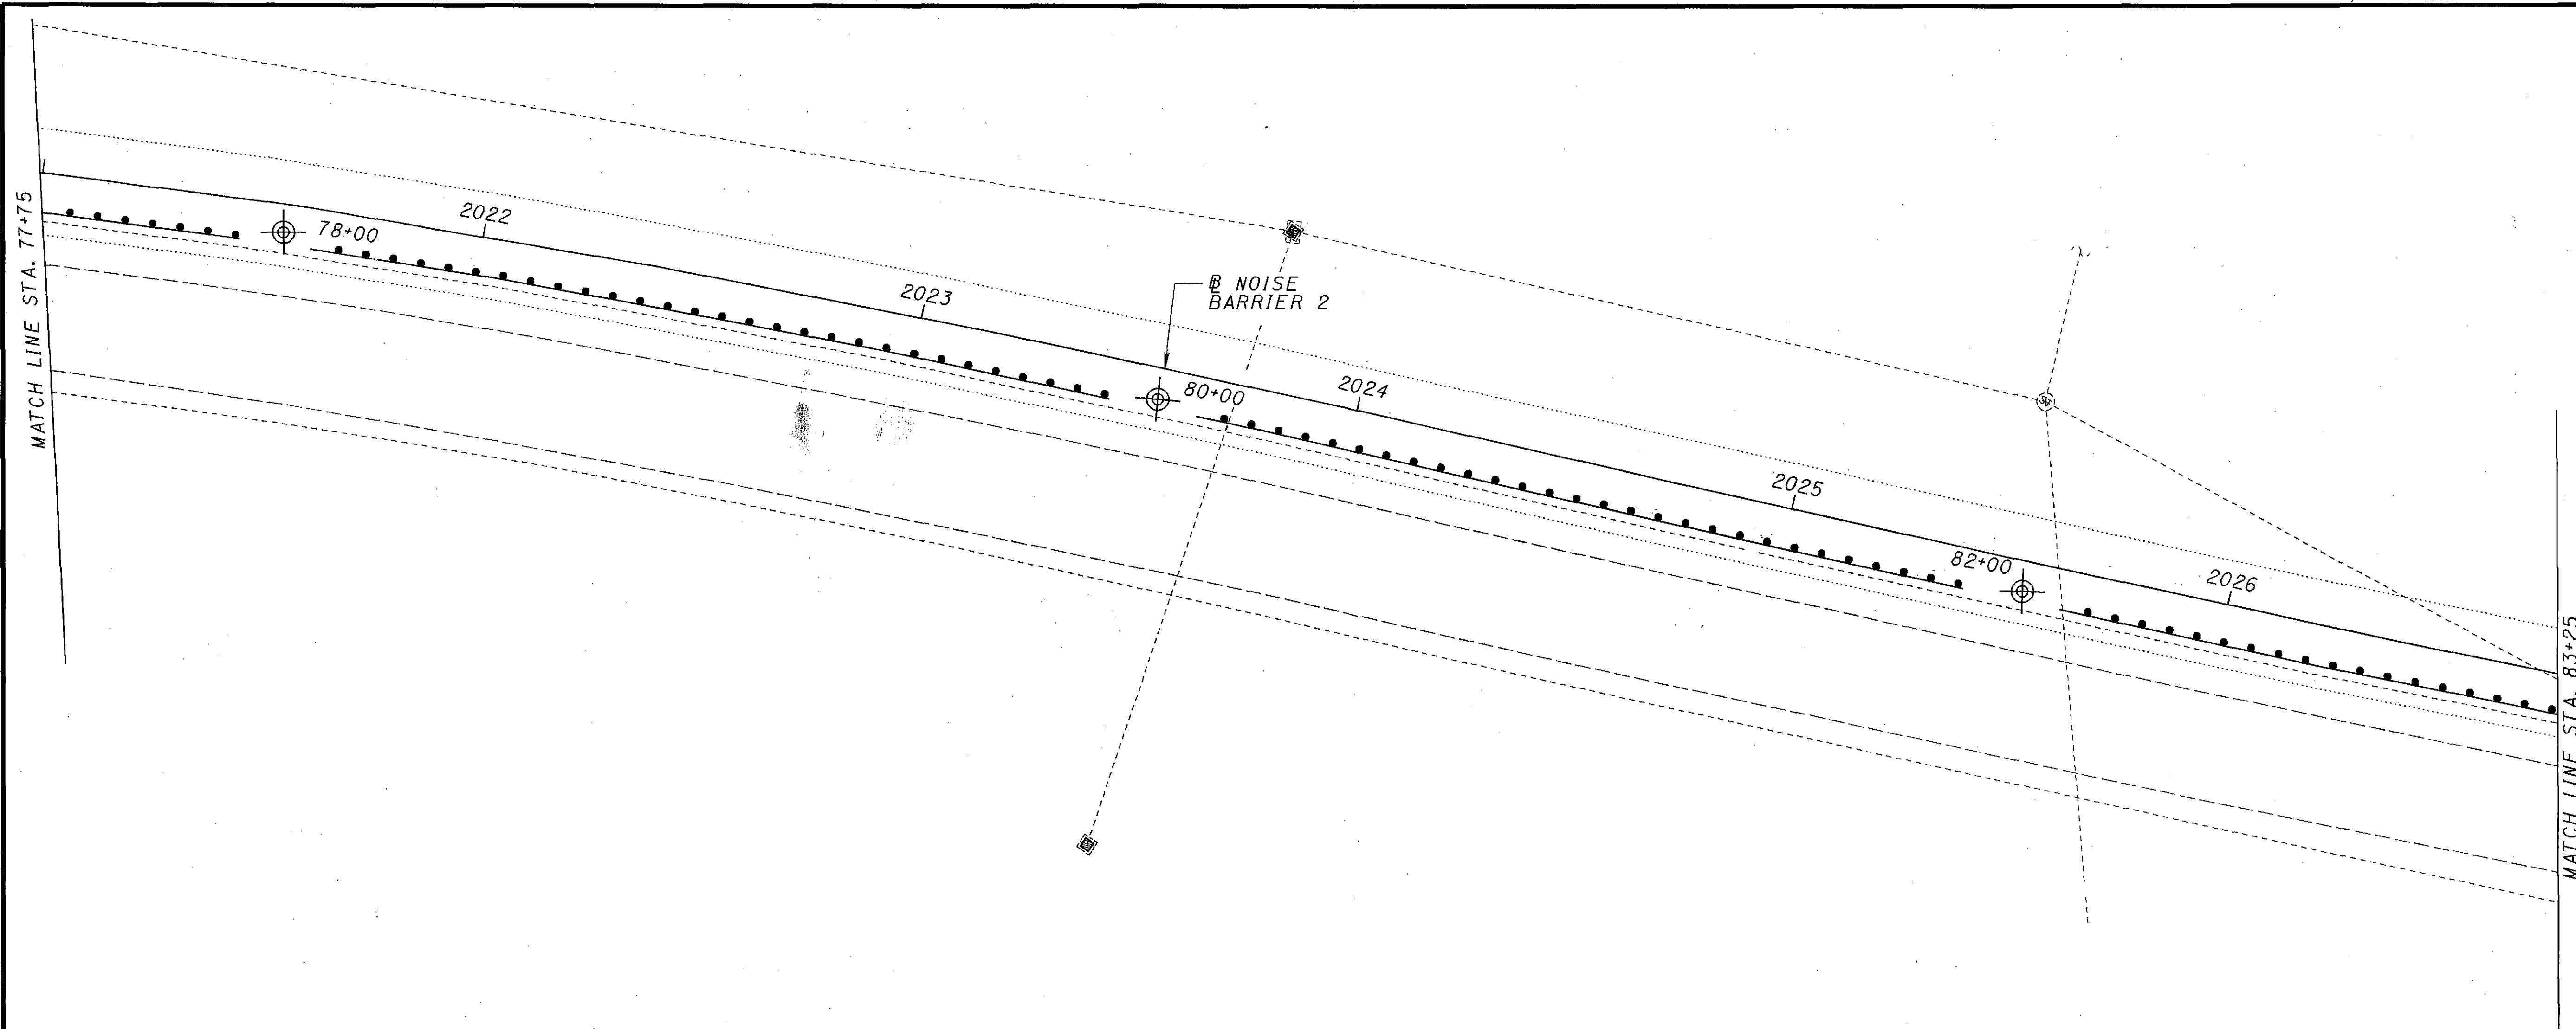 MATCH LINE STA. 77+75
78+00
2022
2023
℄ NOISE
BARRIER 2
80+00
2024
2025
82+00
2026
MATCH LINE STA. 83+25